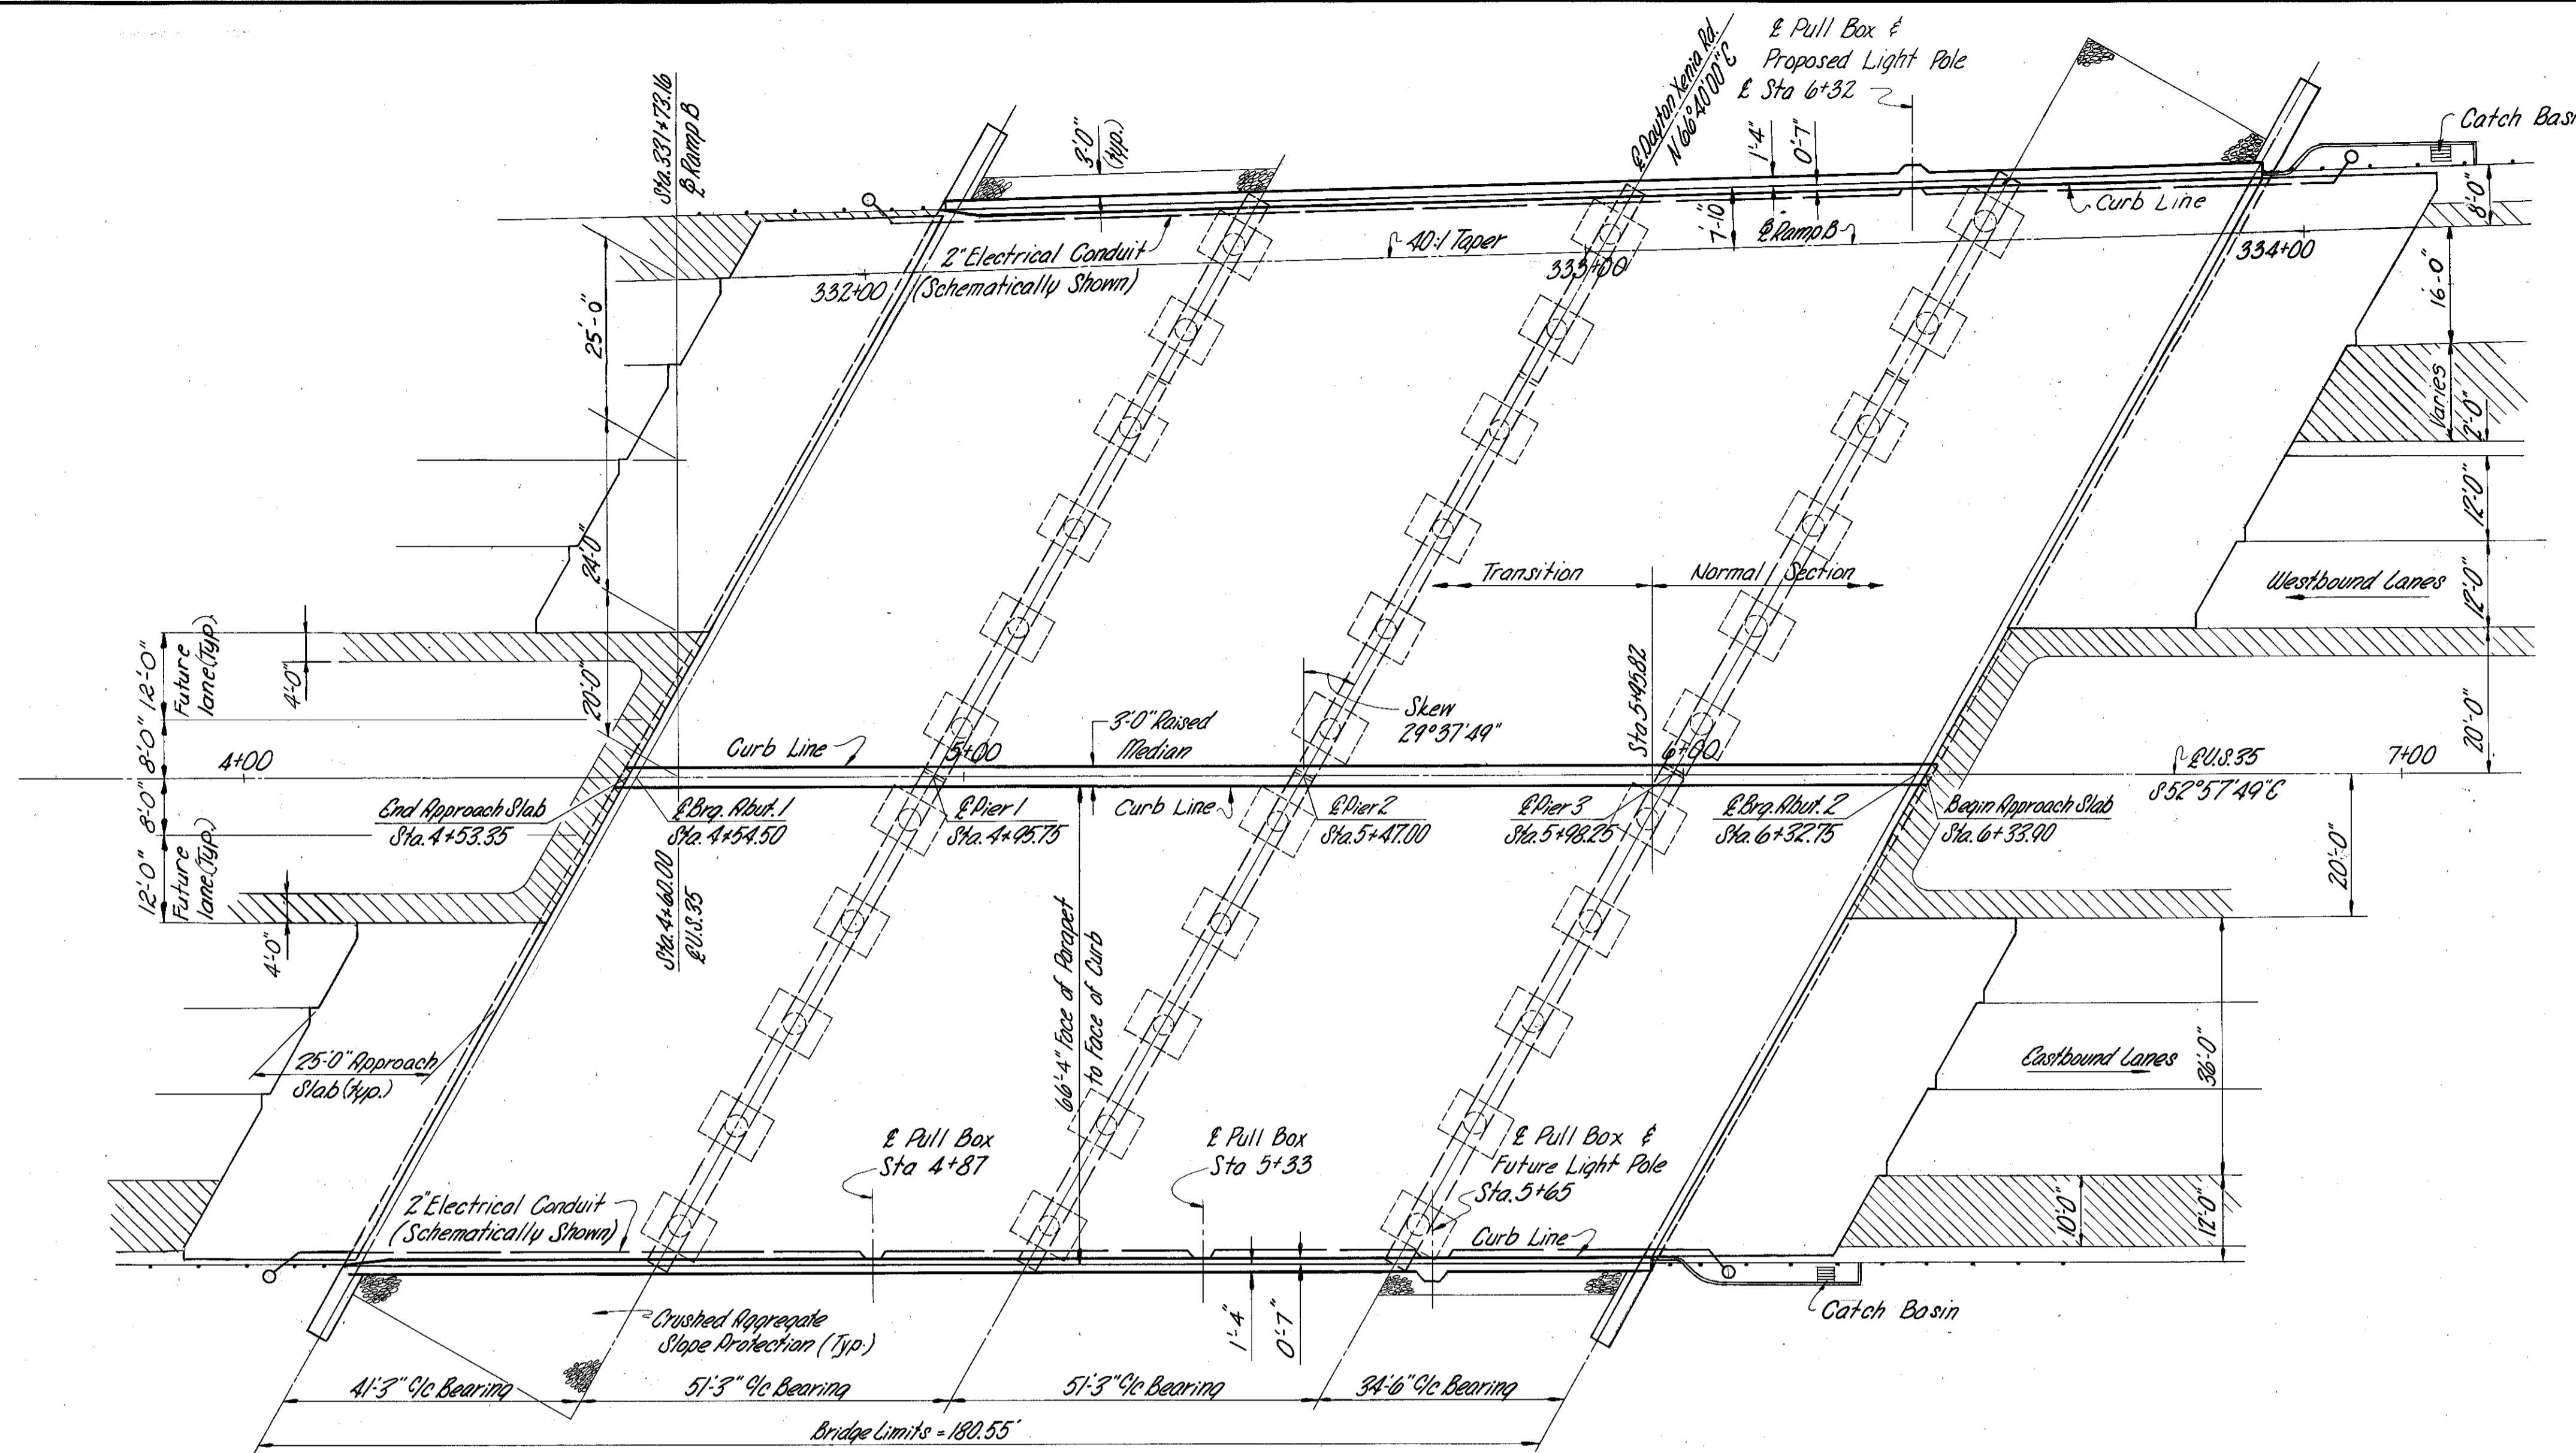 Sta. 331+73.16
℄ Ramp B
3'-0"
(typ.)
℄ Dayton Xenia Rd.
N 66°40'00" E
℄ Pull Box &
Proposed Light Pole
℄ Sta 6+32
1'-4"
0'-7"
7'-10"
Catch Basi
Curb Line
8'-0"
2" Electrical Conduit
(Schematically Shown)
40:1 Taper
℄ Ramp B
332+00
333+00
334+00
25'-0"
16'-0"
Varies
2'-0"
12'-0"
24'-0"
Transition
Normal Section
Westbound Lanes
12'-0"
12'-0"
Future
lane (Typ.)
4'-0"
20'-0"
8'-0"
Skew
29°37'49"
Sta. 5+95.82
3'-0" Raised
Median
Curb Line
20'-0"
4+00
5+00
6+00
7+00
℄ U.S. 35
S 52°57'49" E
8'-0"
End Approach Slab
Sta. 4+53.35
℄ Brg. Abut. 1
Sta. 4+54.50
℄ Pier 1
Sta. 4+95.75
Curb Line
℄ Pier 2
Sta. 5+47.00
℄ Pier 3
Sta. 5+98.25
℄ Brg. Abut. 2
Sta. 6+32.75
Begin Approach Slab
Sta. 6+33.90
12'-0"
Future
lane (Typ.)
4'-0"
Sta. 4+60.00
℄ U.S. 35
20'-0"
66'-4" Face of Parapet
to Face of Curb
25'-0" Approach
Slab (typ.)
Eastbound Lanes
36'-0"
℄ Pull Box
Sta 4+87
℄ Pull Box
Sta 5+33
℄ Pull Box &
Future Light Pole
Sta. 5+65
2" Electrical Conduit
(Schematically Shown)
Curb Line
10'-0"
12'-0"
Crushed Aggregate
Slope Protection (Typ.)
1'-4"
0'-7"
Catch Basin
41'-3" c/c Bearing
51'-3" c/c Bearing
51'-3" c/c Bearing
34'-6" c/c Bearing
Bridge Limits = 180.55'